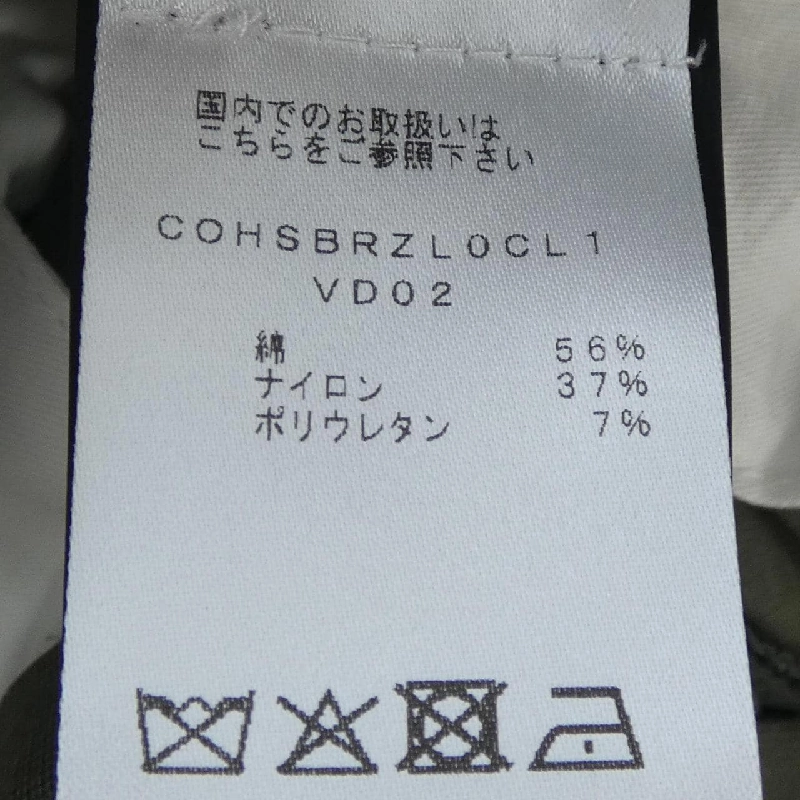 国内でのお取扱いは
こちらをご参照下さい
COHSBRZL0CL1
VD02
綿 56%
ナイロン 37%
ポリウレタン 7%